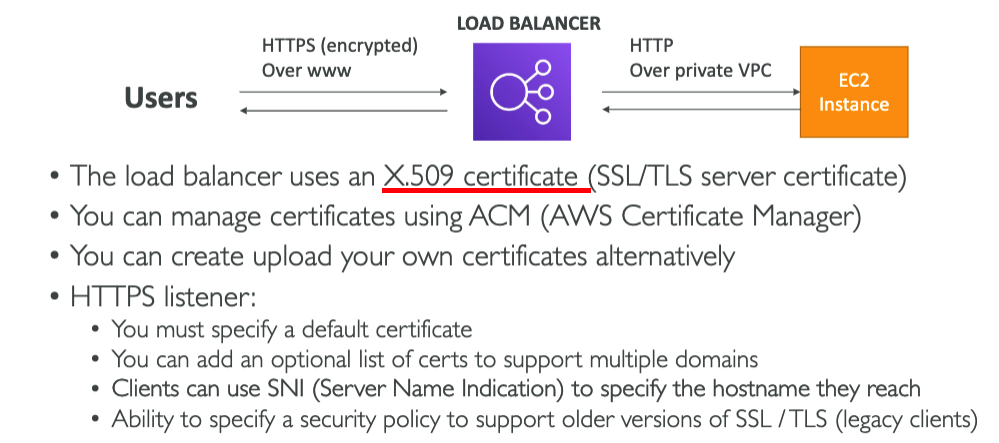 LOAD BALANCER
HTTPS (encrypted)
Over www
HTTP
Over private VPC
Users
EC2
Instance
• The load balancer uses an X.509 certificate (SSL/TLS server certificate)
• You can manage certificates using ACM (AWS Certificate Manager)
• You can create upload your own certificates alternatively
• HTTPS listener:
• You must specify a default certificate
• You can add an optional list of certs to support multiple domains
• Clients can use SNI (Server Name Indication) to specify the hostname they reach
• Ability to specify a security policy to support older versions of SSL / TLS (legacy clients)